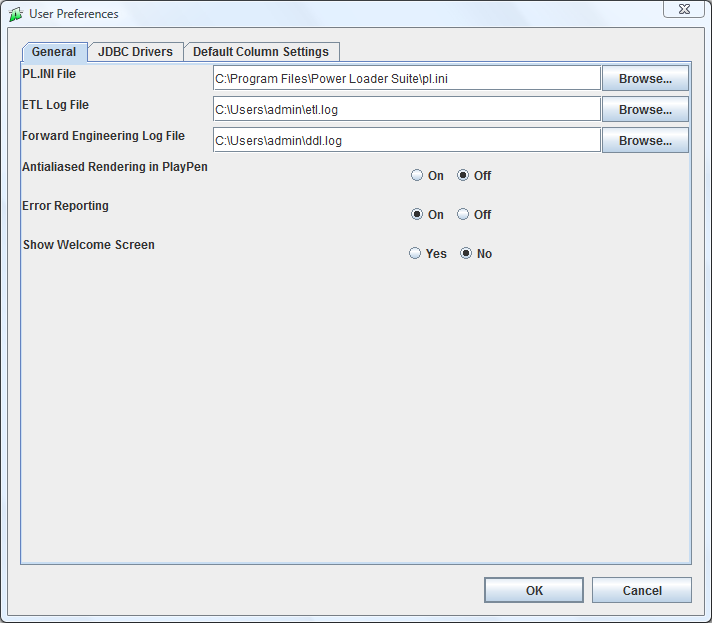 User Preferences
General JDBC Drivers Default Column Settings
PL.INI File C:\Program Files\Power Loader Suite\pl.ini Browse...
ETL Log File C:\Users\admin\etl.log Browse...
Forward Engineering Log File C:\Users\admin\ddl.log Browse...
Antialiased Rendering in PlayPen On Off
Error Reporting On Off
Show Welcome Screen Yes No
OK Cancel